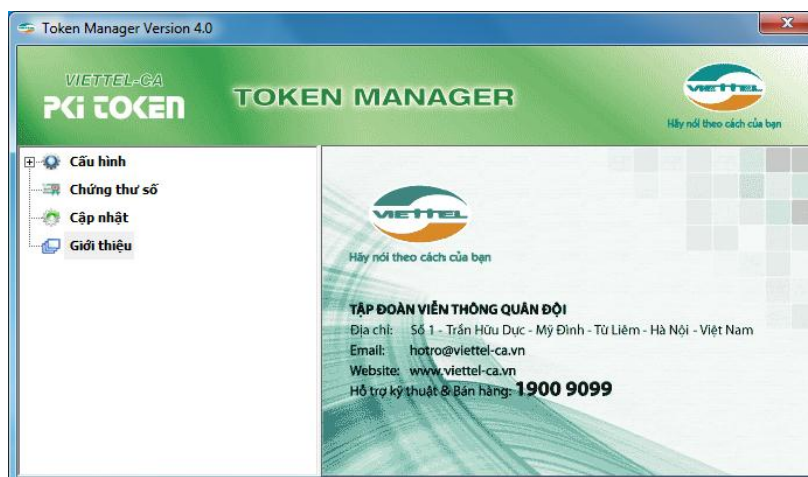 Token Manager Version 4.0
VIETTEL-CA
PKi TOKEN
TOKEN MANAGER
VIETTEL
Hãy nói theo cách của bạn
Cấu hình
Chứng thư số
Cập nhật
Giới thiệu
VIETTEL
Hãy nói theo cách của bạn
TẬP ĐOÀN VIỄN THÔNG QUÂN ĐỘI
Địa chỉ: Số 1 - Trần Hữu Dực - Mỹ Đình - Từ Liêm - Hà Nội - Việt Nam
Email: hotro@viettel-ca.vn
Website: www.viettel-ca.vn
Hỗ trợ kỹ thuật & Bán hàng: 1900 9099